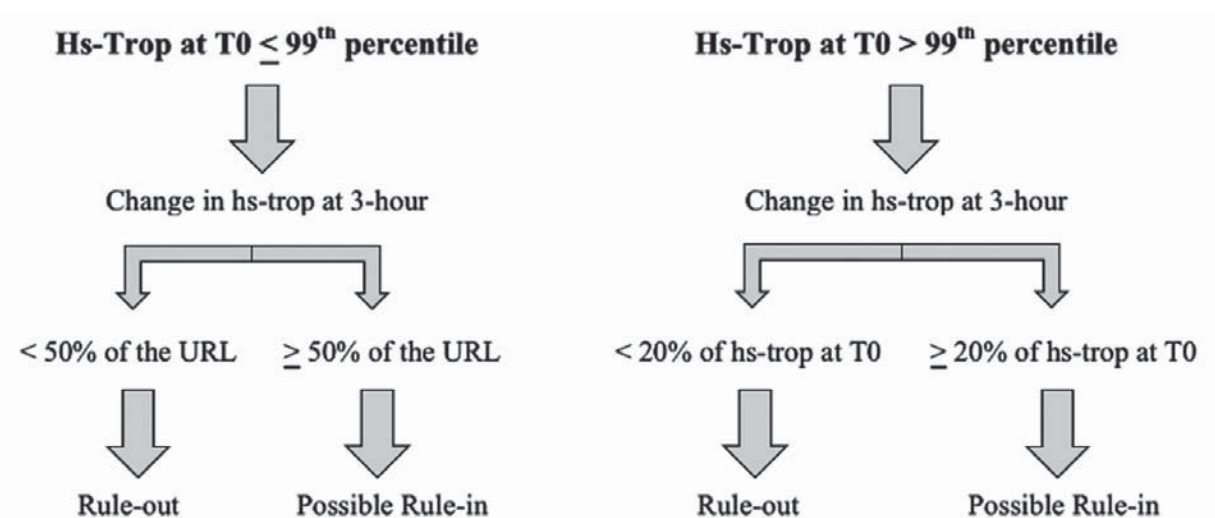 Hs-Trop at T0 ≤ 99th percentile
Change in hs-trop at 3-hour
< 50% of the URL
≥ 50% of the URL
Rule-out
Possible Rule-in
Hs-Trop at T0 > 99th percentile
Change in hs-trop at 3-hour
< 20% of hs-trop at T0
≥ 20% of hs-trop at T0
Rule-out
Possible Rule-in